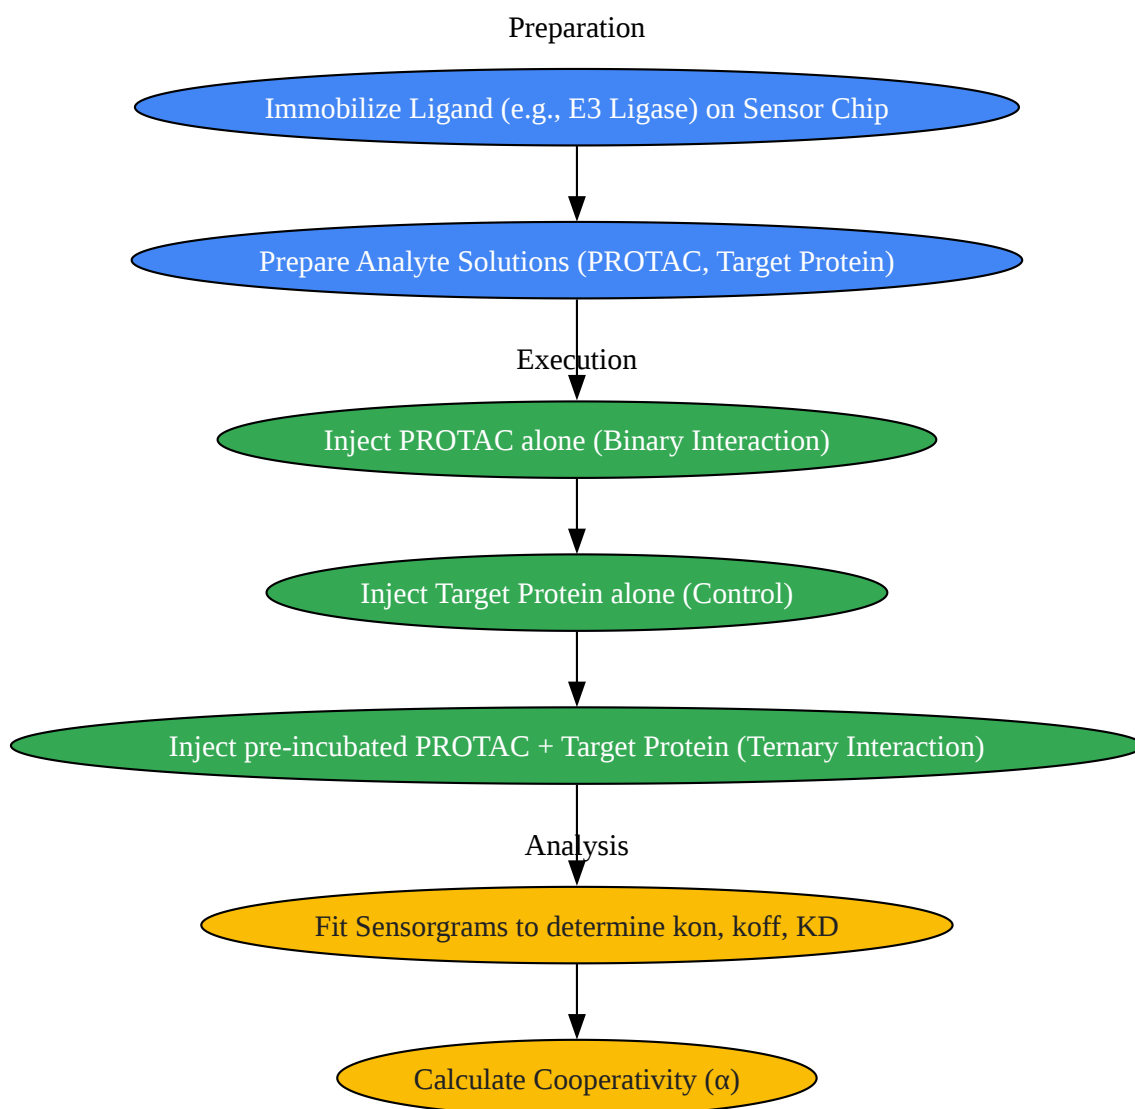 Preparation
Immobilize Ligand (e.g., E3 Ligase) on Sensor Chip
Prepare Analyte Solutions (PROTAC, Target Protein)
Execution
Inject PROTAC alone (Binary Interaction)
Inject Target Protein alone (Control)
Inject pre-incubated PROTAC + Target Protein (Ternary Interaction)
Analysis
Fit Sensorgrams to determine kon, koff, KD
Calculate Cooperativity (α)